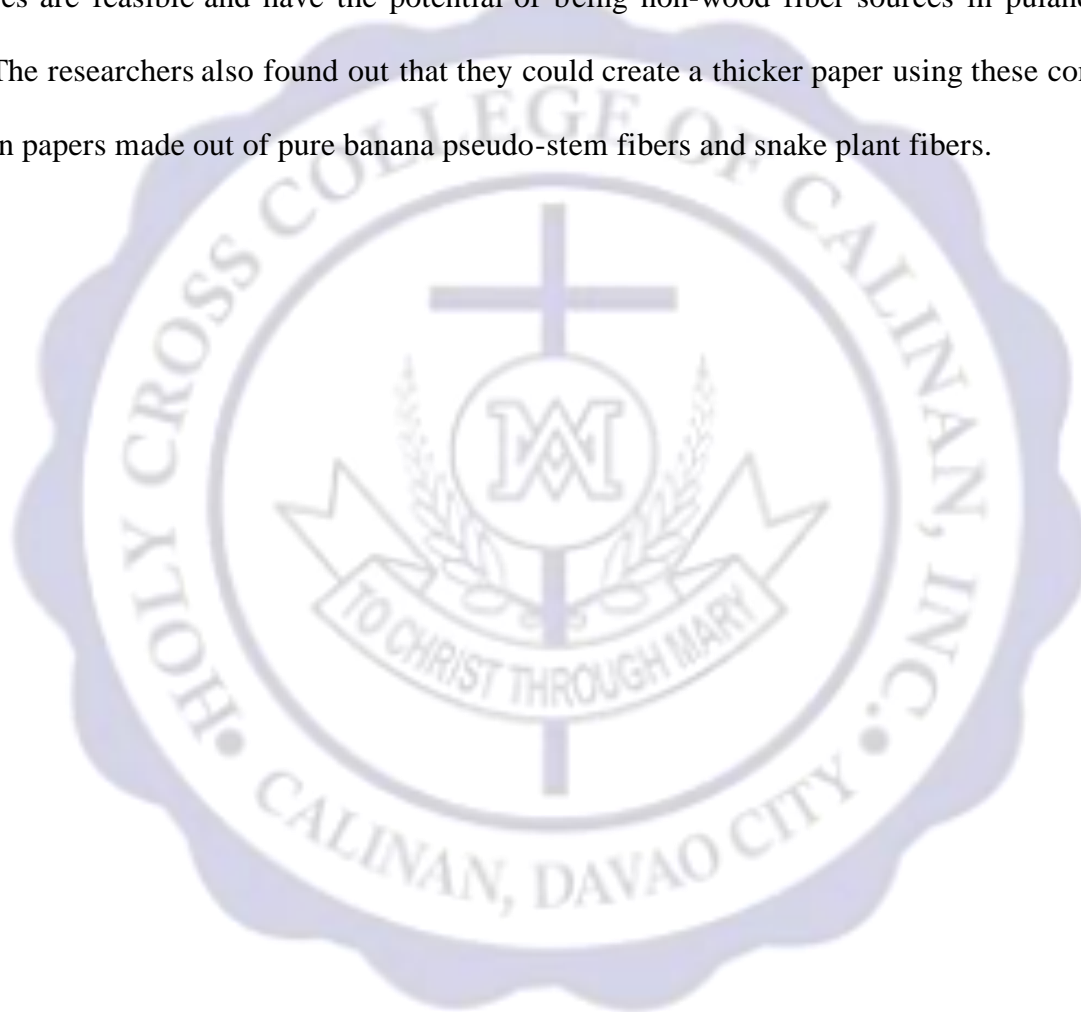 es are feasible and have the potential of being non-wood fiber sources in puland
The researchers also found out that they could create a thicker paper using these co
n papers made out of pure banana pseudo-stem fibers and snake plant fibers.
HOLY CROSS COLLEGE OF CALINAN, INC.
TO CHRIST THROUGH MARY
CALINAN, DAVAO CITY